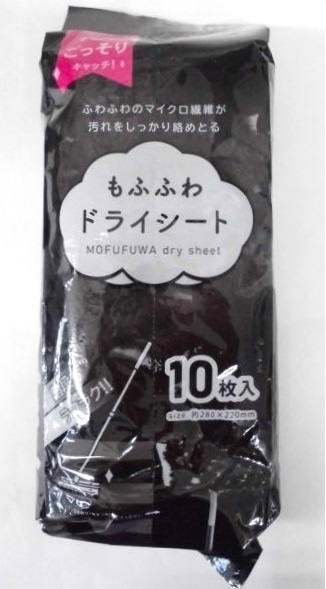 ごっそり
キャッチ!
ふわふわのマイクロ繊維が
汚れをしっかり絡めとる
もふふわ
ドライシート
MOFUFUWA dry sheet
10枚入
size 約280×220mm